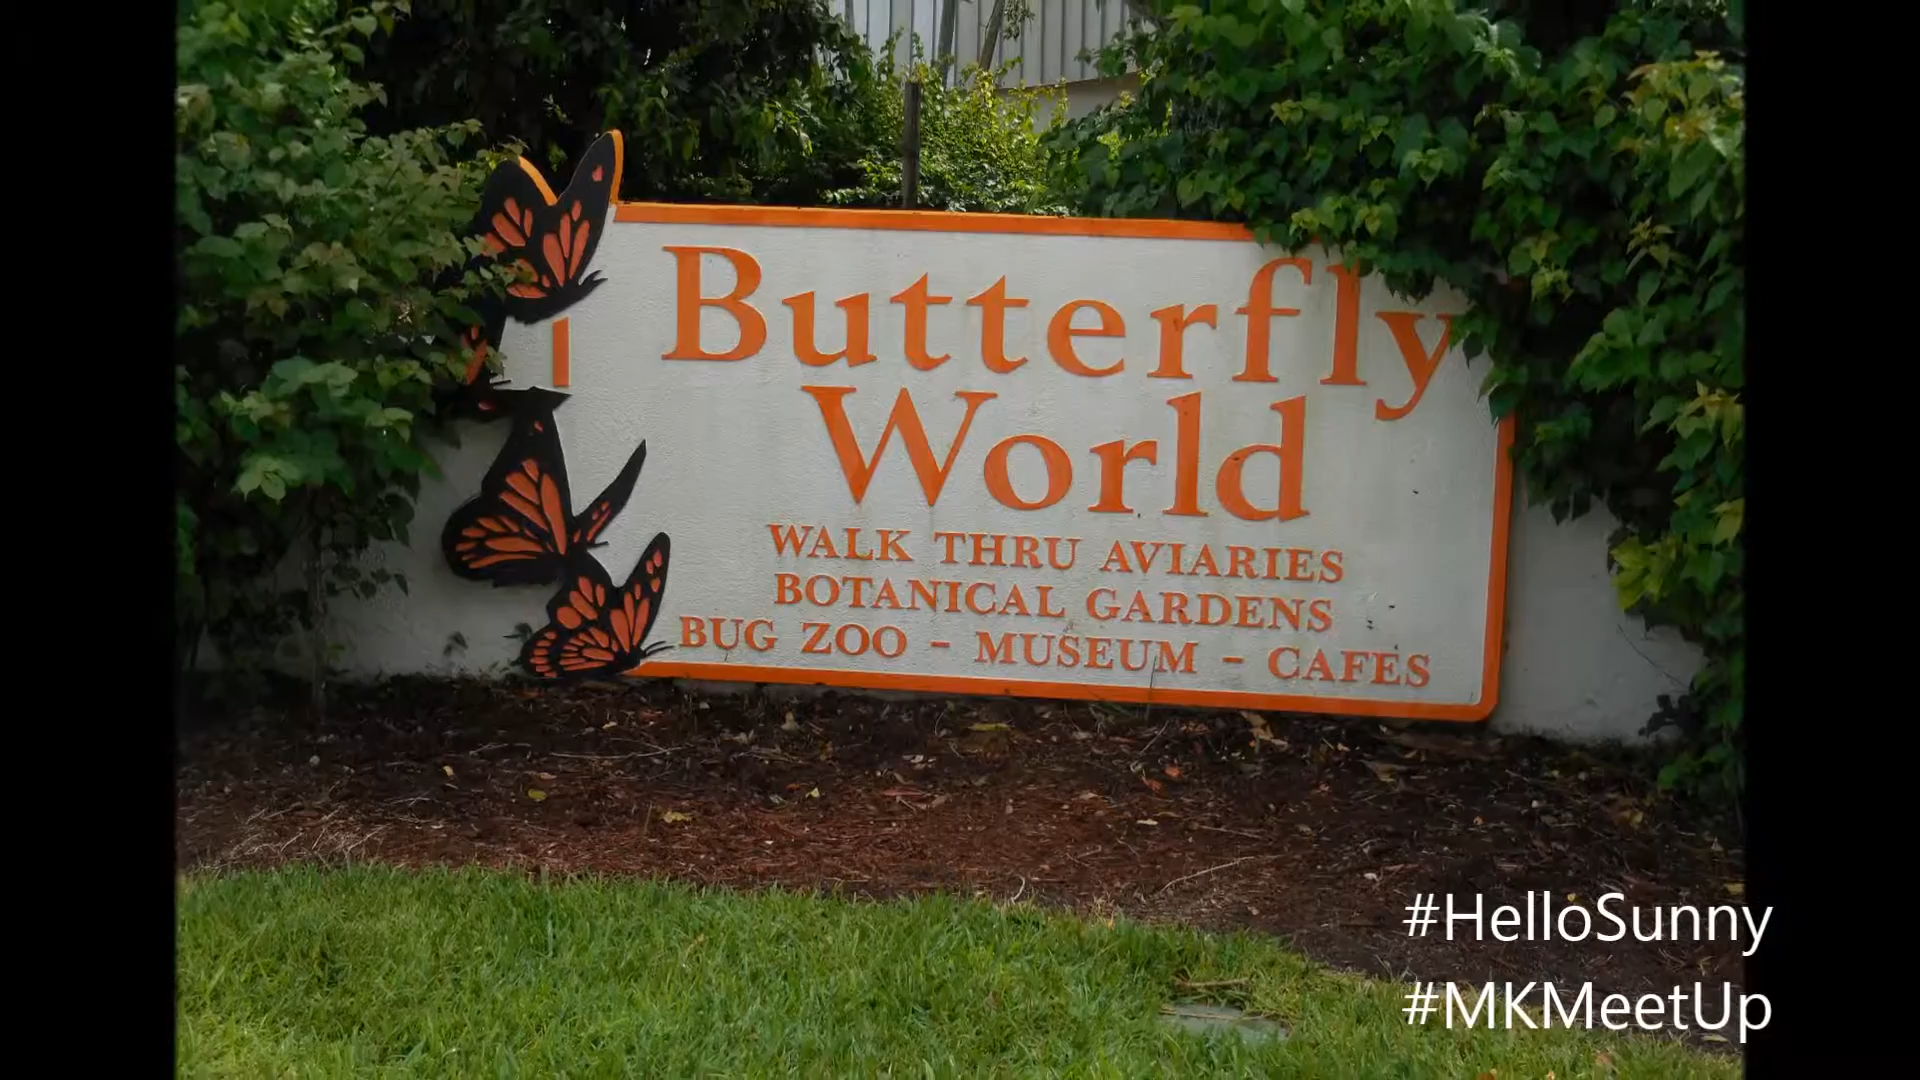 Butterfly
World
WALK THRU AVIARIES
BOTANICAL GARDENS
BUG ZOO - MUSEUM - CAFES
#HelloSunny
#MKMeetUp